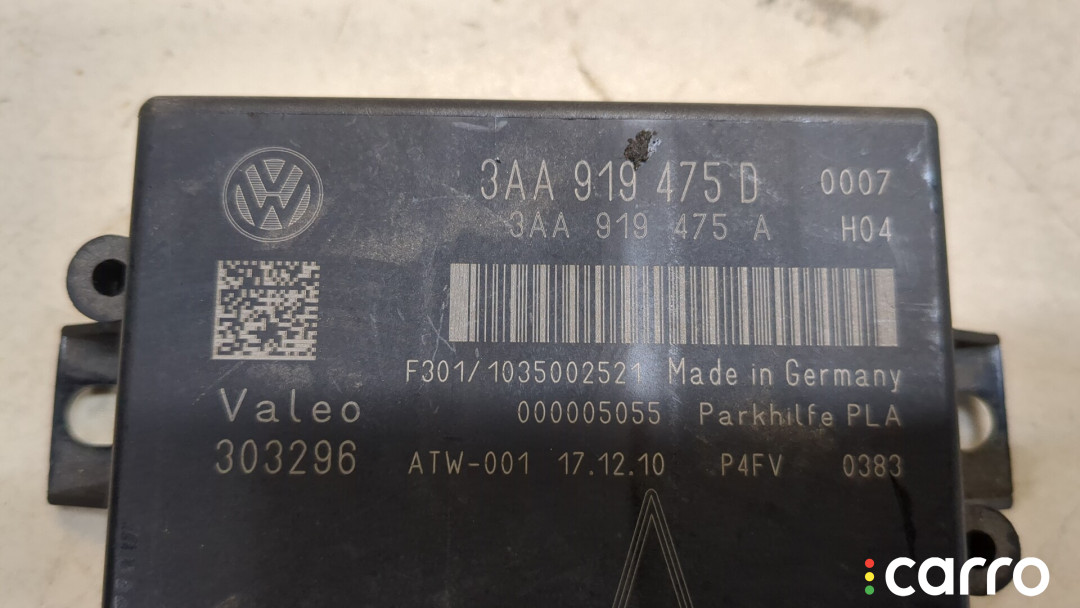 3AA 919 475 D 0007
3AA 919 475 A H04
F301/1035002521 Made in Germany
Valeo 000005055 Parkhilfe PLA
303296 ATW-001 17.12.10 P4FV 0383
carro